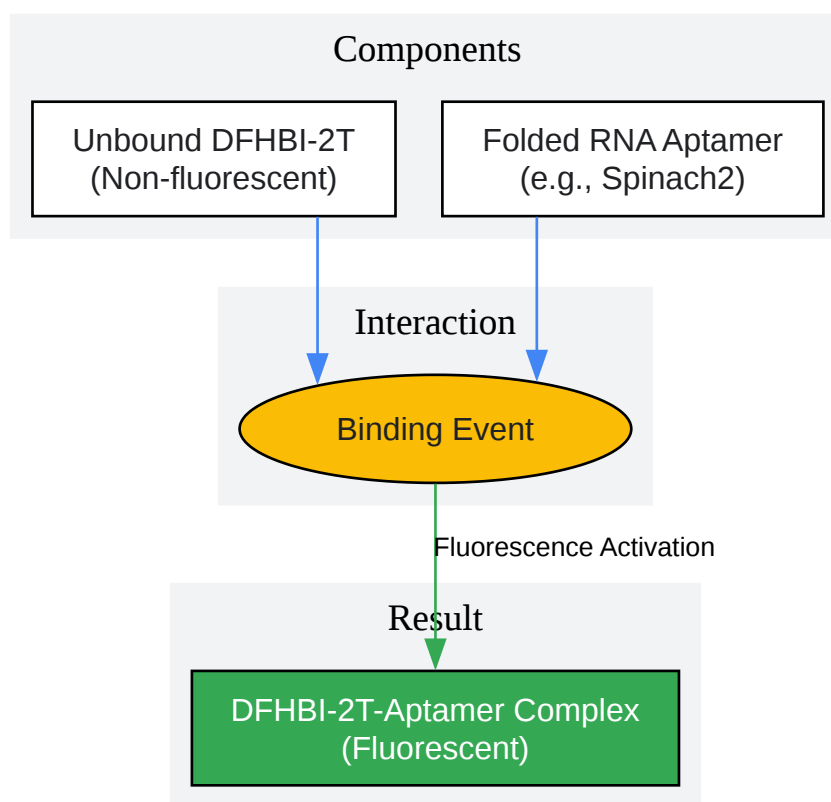 Components
Unbound DFHBI-2T
(Non-fluorescent)
Folded RNA Aptamer
(e.g., Spinach2)
Interaction
Binding Event
Fluorescence Activation
Result
DFHBI-2T-Aptamer Complex
(Fluorescent)